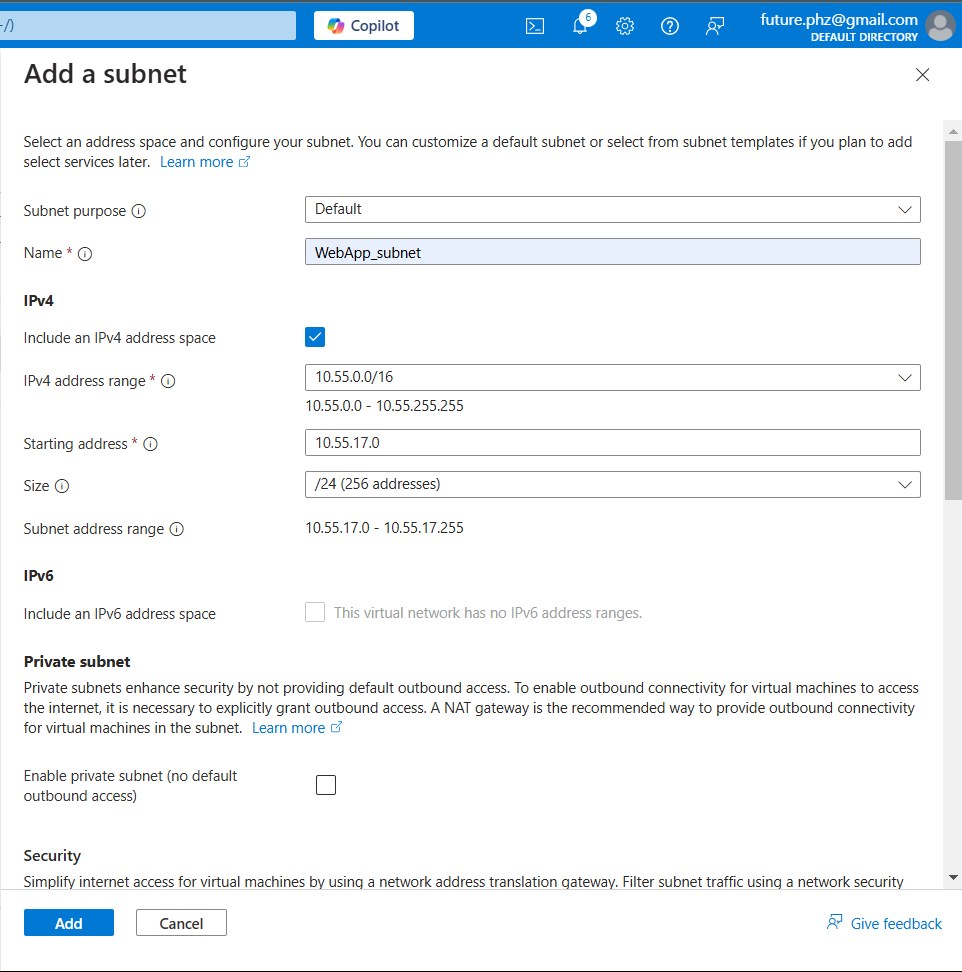 -/)
Copilot
6
future.phz@gmail.com
DEFAULT DIRECTORY
Add a subnet
Select an address space and configure your subnet. You can customize a default subnet or select from subnet templates if you plan to add
select services later. Learn more
Subnet purpose
Default
Name *
WebApp_subnet
IPv4
Include an IPv4 address space
IPv4 address range *
10.55.0.0/16
10.55.0.0 - 10.55.255.255
Starting address *
10.55.17.0
Size
/24 (256 addresses)
Subnet address range
10.55.17.0 - 10.55.17.255
IPv6
Include an IPv6 address space
This virtual network has no IPv6 address ranges.
Private subnet
Private subnets enhance security by not providing default outbound access. To enable outbound connectivity for virtual machines to access
the internet, it is necessary to explicitly grant outbound access. A NAT gateway is the recommended way to provide outbound connectivity
for virtual machines in the subnet. Learn more
Enable private subnet (no default
outbound access)
Security
Simplify internet access for virtual machines by using a network address translation gateway. Filter subnet traffic using a network security
Add
Cancel
Give feedback